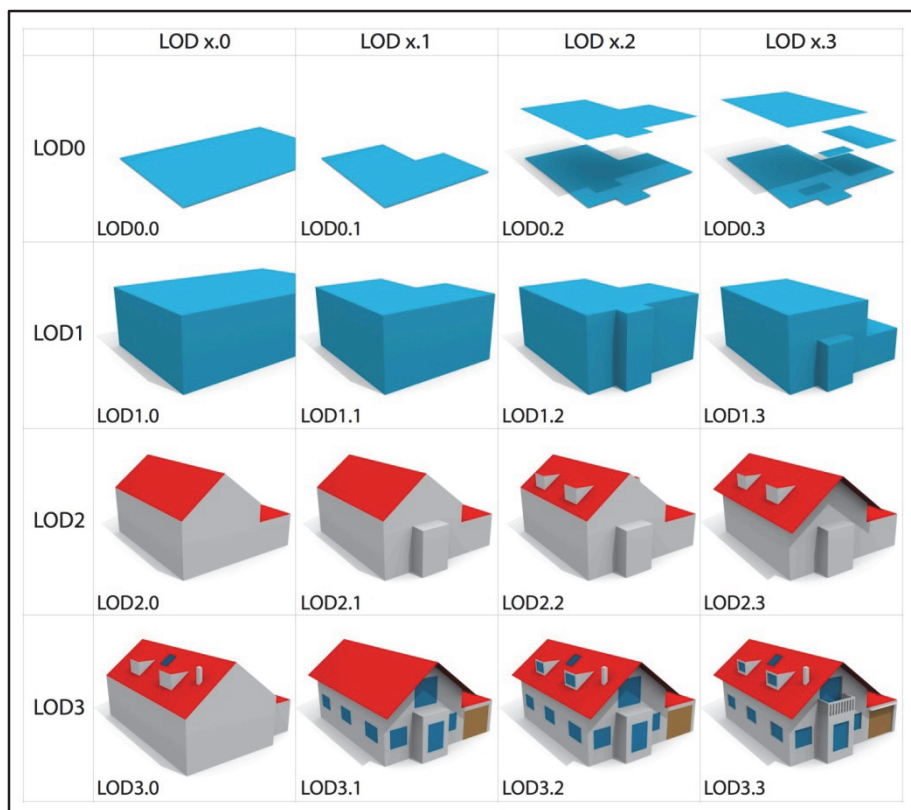 LOD x.0 LOD x.1 LOD x.2 LOD x.3
LOD0
LOD0.0 LOD0.1 LOD0.2 LOD0.3
LOD1
LOD1.0 LOD1.1 LOD1.2 LOD1.3
LOD2
LOD2.0 LOD2.1 LOD2.2 LOD2.3
LOD3
LOD3.0 LOD3.1 LOD3.2 LOD3.3